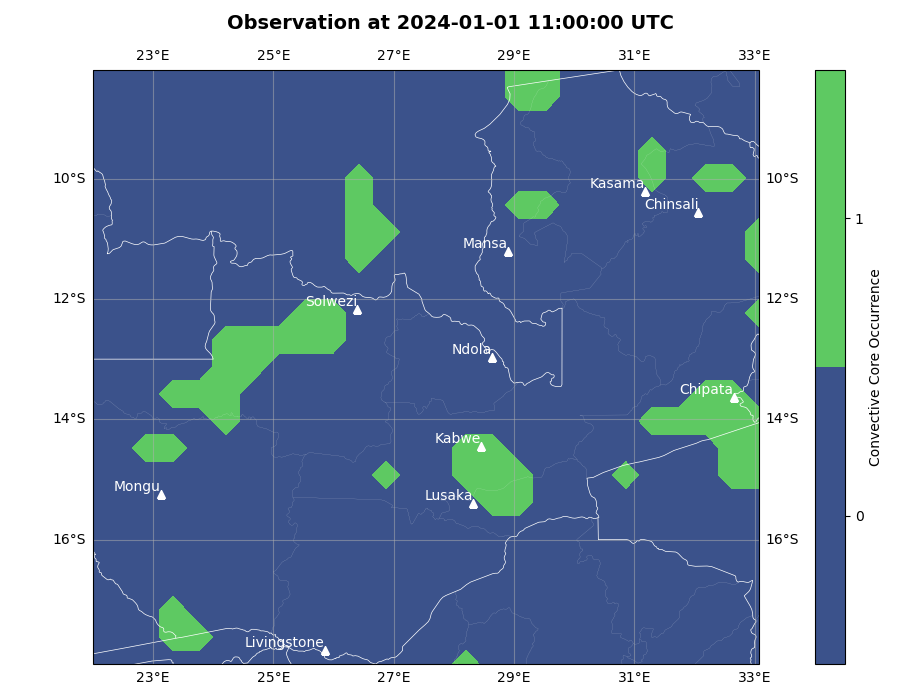 Observation at 2024-01-01 11:00:00 UTC
23°E 25°E 27°E 29°E 31°E 33°E
10°S 10°S
Kasama
Chinsali
Mansa
12°S 12°S
Solwezi
1
Ndola
Chipata
14°S 14°S
Kabwe
Mongu
Lusaka
0
16°S 16°S
Livingstone
23°E 25°E 27°E 29°E 31°E 33°E
Convective Core Occurrence